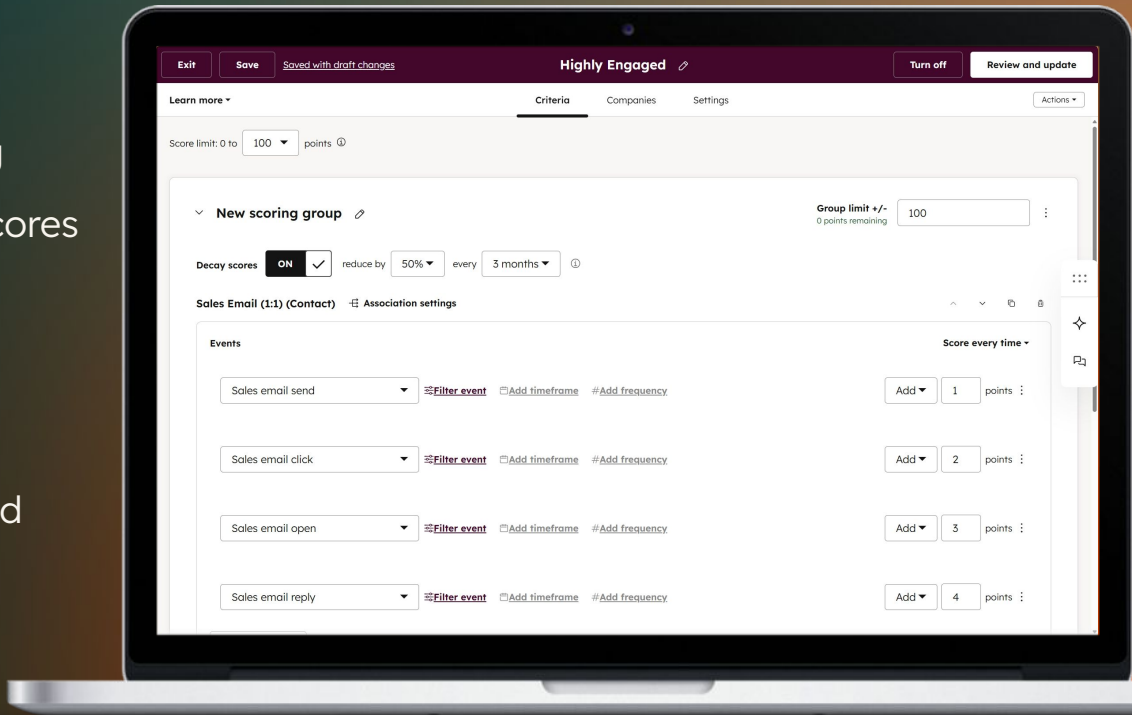 cores
d
Exit Save Saved with draft changes Highly Engaged Turn off Review and update
Learn more Criteria Companies Settings Actions
Score limit: 0 to 100 points
New scoring group Group limit +/- 100
0 points remaining
Decay scores ON reduce by 50% every 3 months
Sales Email (1:1) (Contact) Association settings
Events Score every time
Sales email send Filter event Add timeframe #Add frequency Add 1 points
Sales email click Filter event Add timeframe #Add frequency Add 2 points
Sales email open Filter event Add timeframe #Add frequency Add 3 points
Sales email reply Filter event Add timeframe #Add frequency Add 4 points